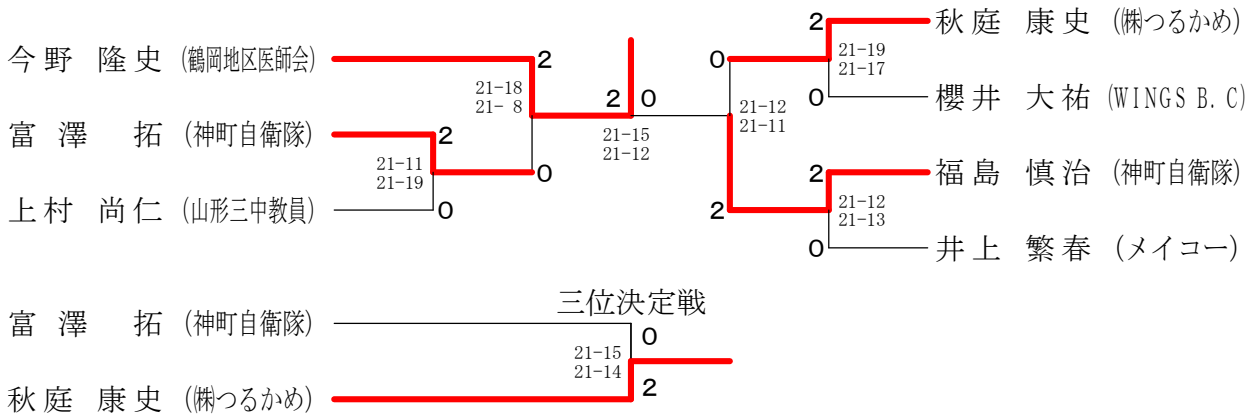 今野 隆史 (鶴岡地区医師会)
2
21-18
21- 8
富澤 拓 (神町自衛隊)
2
21-11
21-19
0
上村 尚仁 (山形三中教員)
0
2 0
21-15
21-12
2
秋庭 康史 (㈱つるかめ)
0
21-19
21-17
0
櫻井 大祐 (WINGS B.C)
21-12
21-11
2
福島 慎治 (神町自衛隊)
2
21-12
21-13
0
井上 繁春 (メイコー)
三位決定戦
富澤 拓 (神町自衛隊)
0
21-15
21-14
秋庭 康史 (㈱つるかめ)
2